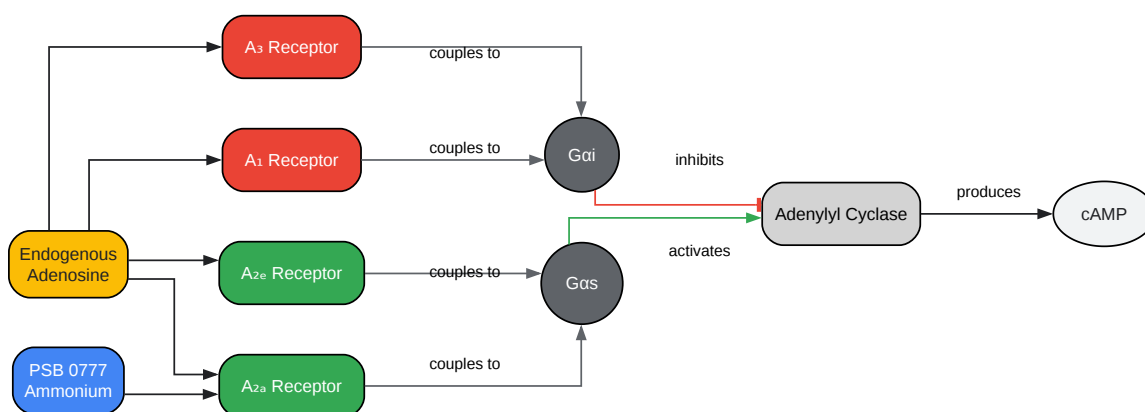 A₃ Receptor
couples to
A₁ Receptor
couples to
Gαi
inhibits
Adenylyl Cyclase
produces
cAMP
activates
Endogenous
Adenosine
A₂ₑ Receptor
couples to
Gαs
PSB 0777
Ammonium
A₂ₐ Receptor
couples to